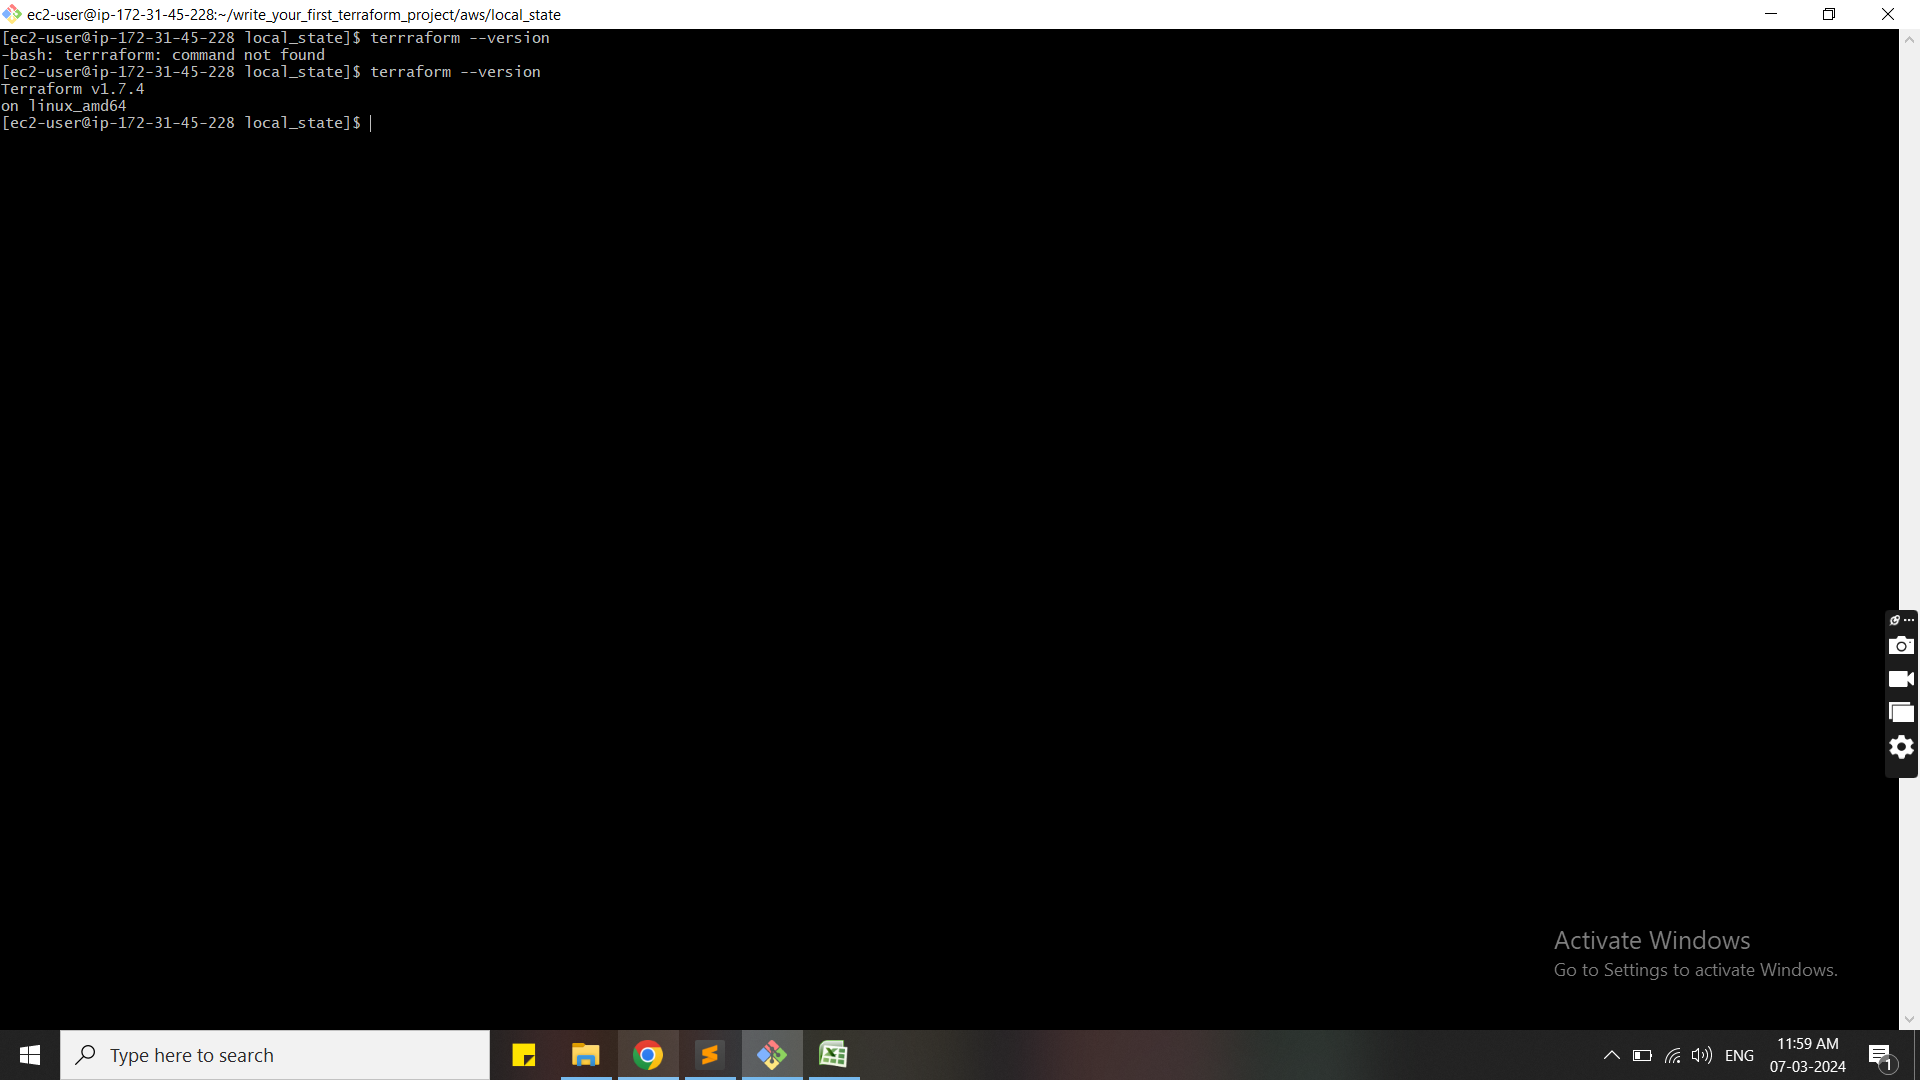 ec2-user@ip-172-31-45-228:~/write_your_first_terraform_project/aws/local_state
[ec2-user@ip-172-31-45-228 local_state]$ terrraform --version
-bash: terrraform: command not found
[ec2-user@ip-172-31-45-228 local_state]$ terraform --version
Terraform v1.7.4
on linux_amd64
[ec2-user@ip-172-31-45-228 local_state]$
Activate Windows
Go to Settings to activate Windows.
Type here to search
ENG
11:59 AM
07-03-2024
1